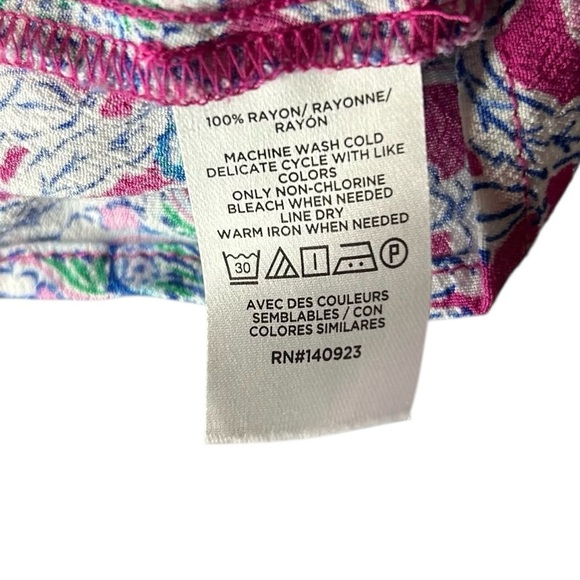 100% RAYON/ RAYONNE/
RAYÓN
MACHINE WASH COLD
DELICATE CYCLE WITH LIKE
COLORS
ONLY NON-CHLORINE
BLEACH WHEN NEEDED
LINE DRY
WARM IRON WHEN NEEDED
30 P
AVEC DES COULEURS
SEMBLABLES / CON
COLORES SIMILARES
RN#140923